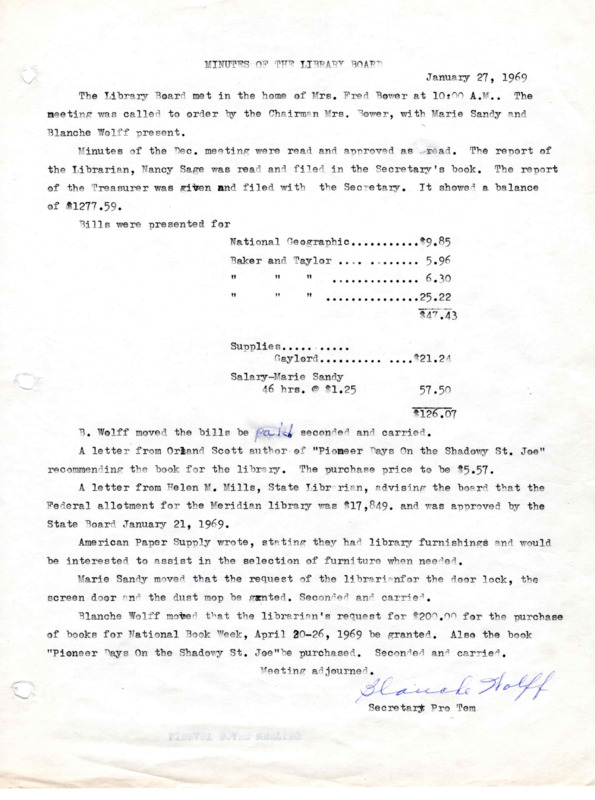 MINUTES OF THE LIBRARY BOARD
January 27, 1969
The Library Board met in the home of Mrs. Fred Bower at 10:00 A.M.. The
meeting was called to order by the Chairman Mrs. Bower, with Marie Sandy and
Blanche Wolff present.
Minutes of the Dec. meeting were read and approved as read. The report of
the Librarian, Nancy Sage was read and filed in the Secretary's book. The report
of the Treasurer was given and filed with the Secretary. It showed a balance
of $1277.59.
Bills were presented for
National Geographic...........$9.85
Baker and Taylor .... ........ 5.96
" " " .............. 6.30
" " " ...............25.22
$47.43
Supplies...........
Gaylord.......... ....$21.24
Salary-Marie Sandy
46 hrs. @ $1.25 57.50
$126.07
B. Wolff moved the bills be paid seconded and carried.
A letter from Orland Scott author of "Pioneer Days On the Shadowy St. Joe"
recommending the book for the library. The purchase price to be $5.57.
A letter from Helen M. Mills, State Librarian, advising the board that the
Federal allotment for the Meridian library was $17,849. and was approved by the
State Board January 21, 1969.
American Paper Supply wrote, stating they had library furnishings and would
be interested to assist in the selection of furniture when needed.
Marie Sandy moved that the request of the librarianfor the door lock, the
screen door and the dust mop be granted. Seconded and carried.
Blanche Wolff moved that the librarian's request for $200.00 for the purchase
of books for National Book Week, April 20-26, 1969 be granted. Also the book
"Pioneer Days On the Shadowy St. Joe"be purchased. Seconded and carried.
Meeting adjourned.
Blanche Wolff
Secretary Pro Tem